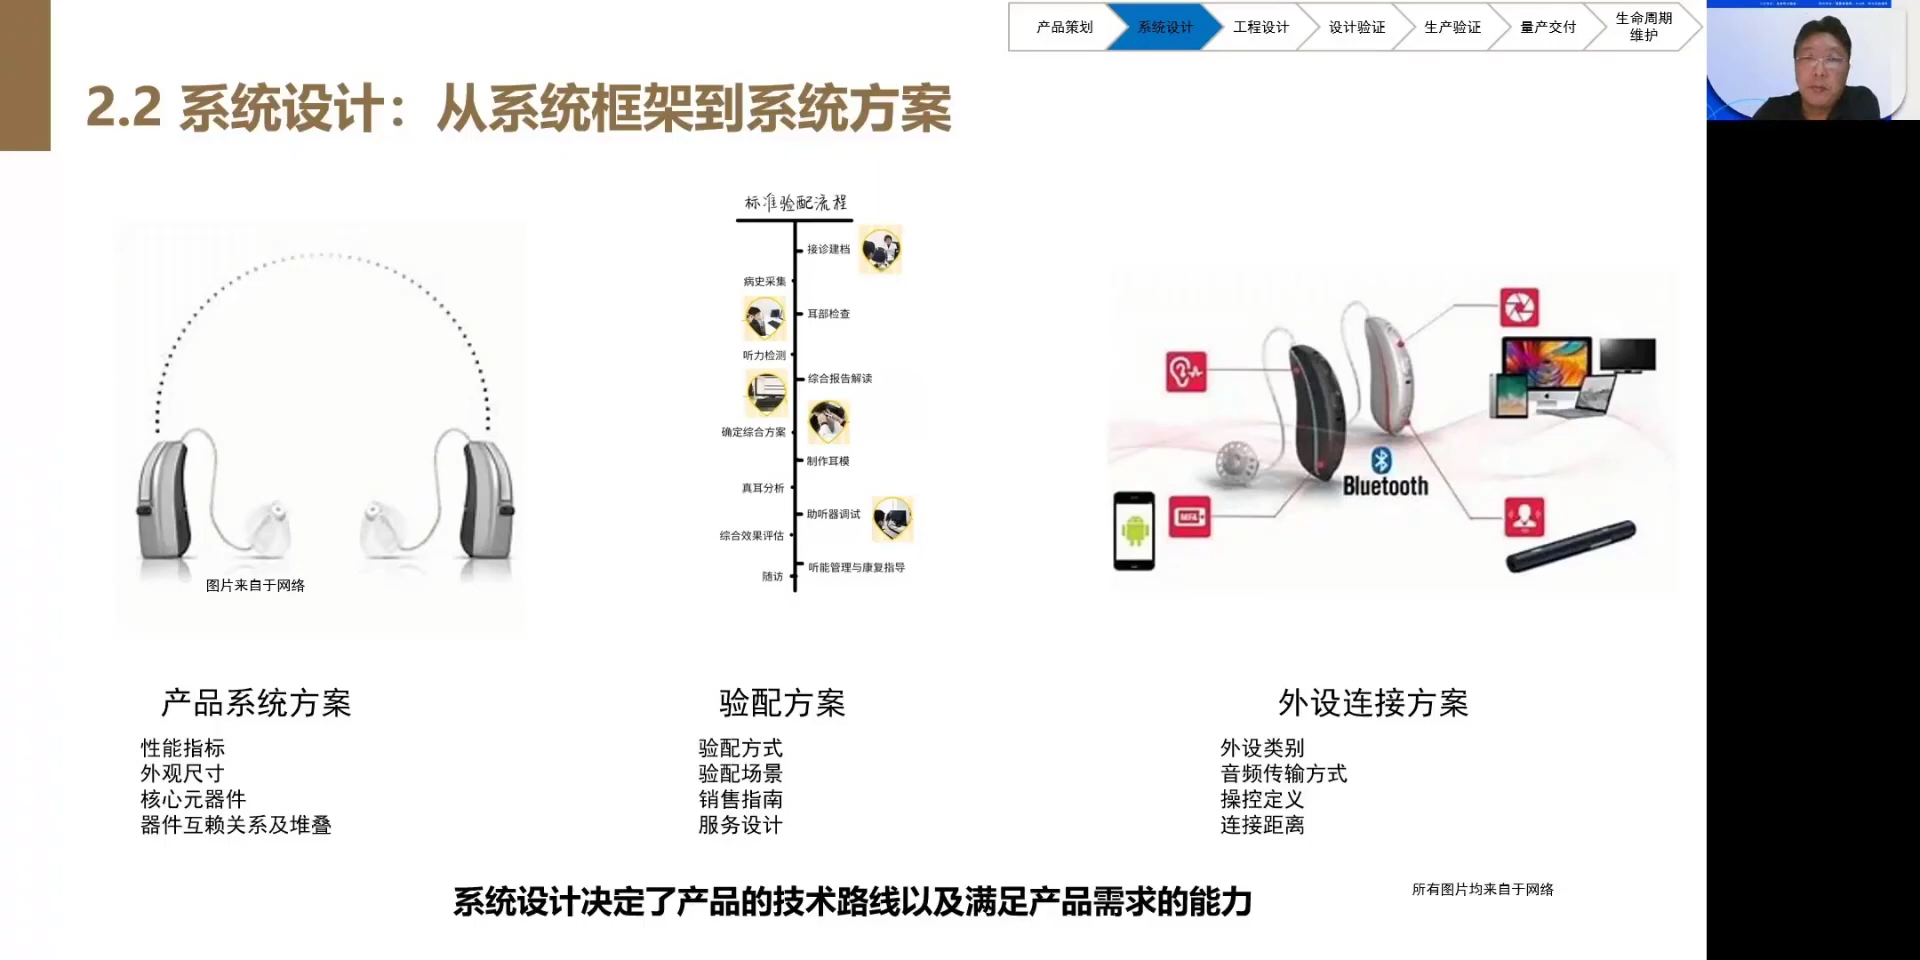 产品策划
系统设计
工程设计
设计验证
生产验证
量产交付
生命周期
维护
2.2 系统设计：从系统框架到系统方案
标准验配流程
接诊建档
病史采集
耳部检查
听力检测
综合报告解读
确定综合方案
制作耳模
真耳分析
助听器调试
综合效果评估
听能管理与康复指导
随访
图片来自于网络
Bluetooth
MFA
产品系统方案
性能指标
外观尺寸
核心元器件
器件互赖关系及堆叠
验配方案
验配方式
验配场景
销售指南
服务设计
外设连接方案
外设类别
音频传输方式
操控定义
连接距离
系统设计决定了产品的技术路线以及满足产品需求的能力
所有图片均来自于网络